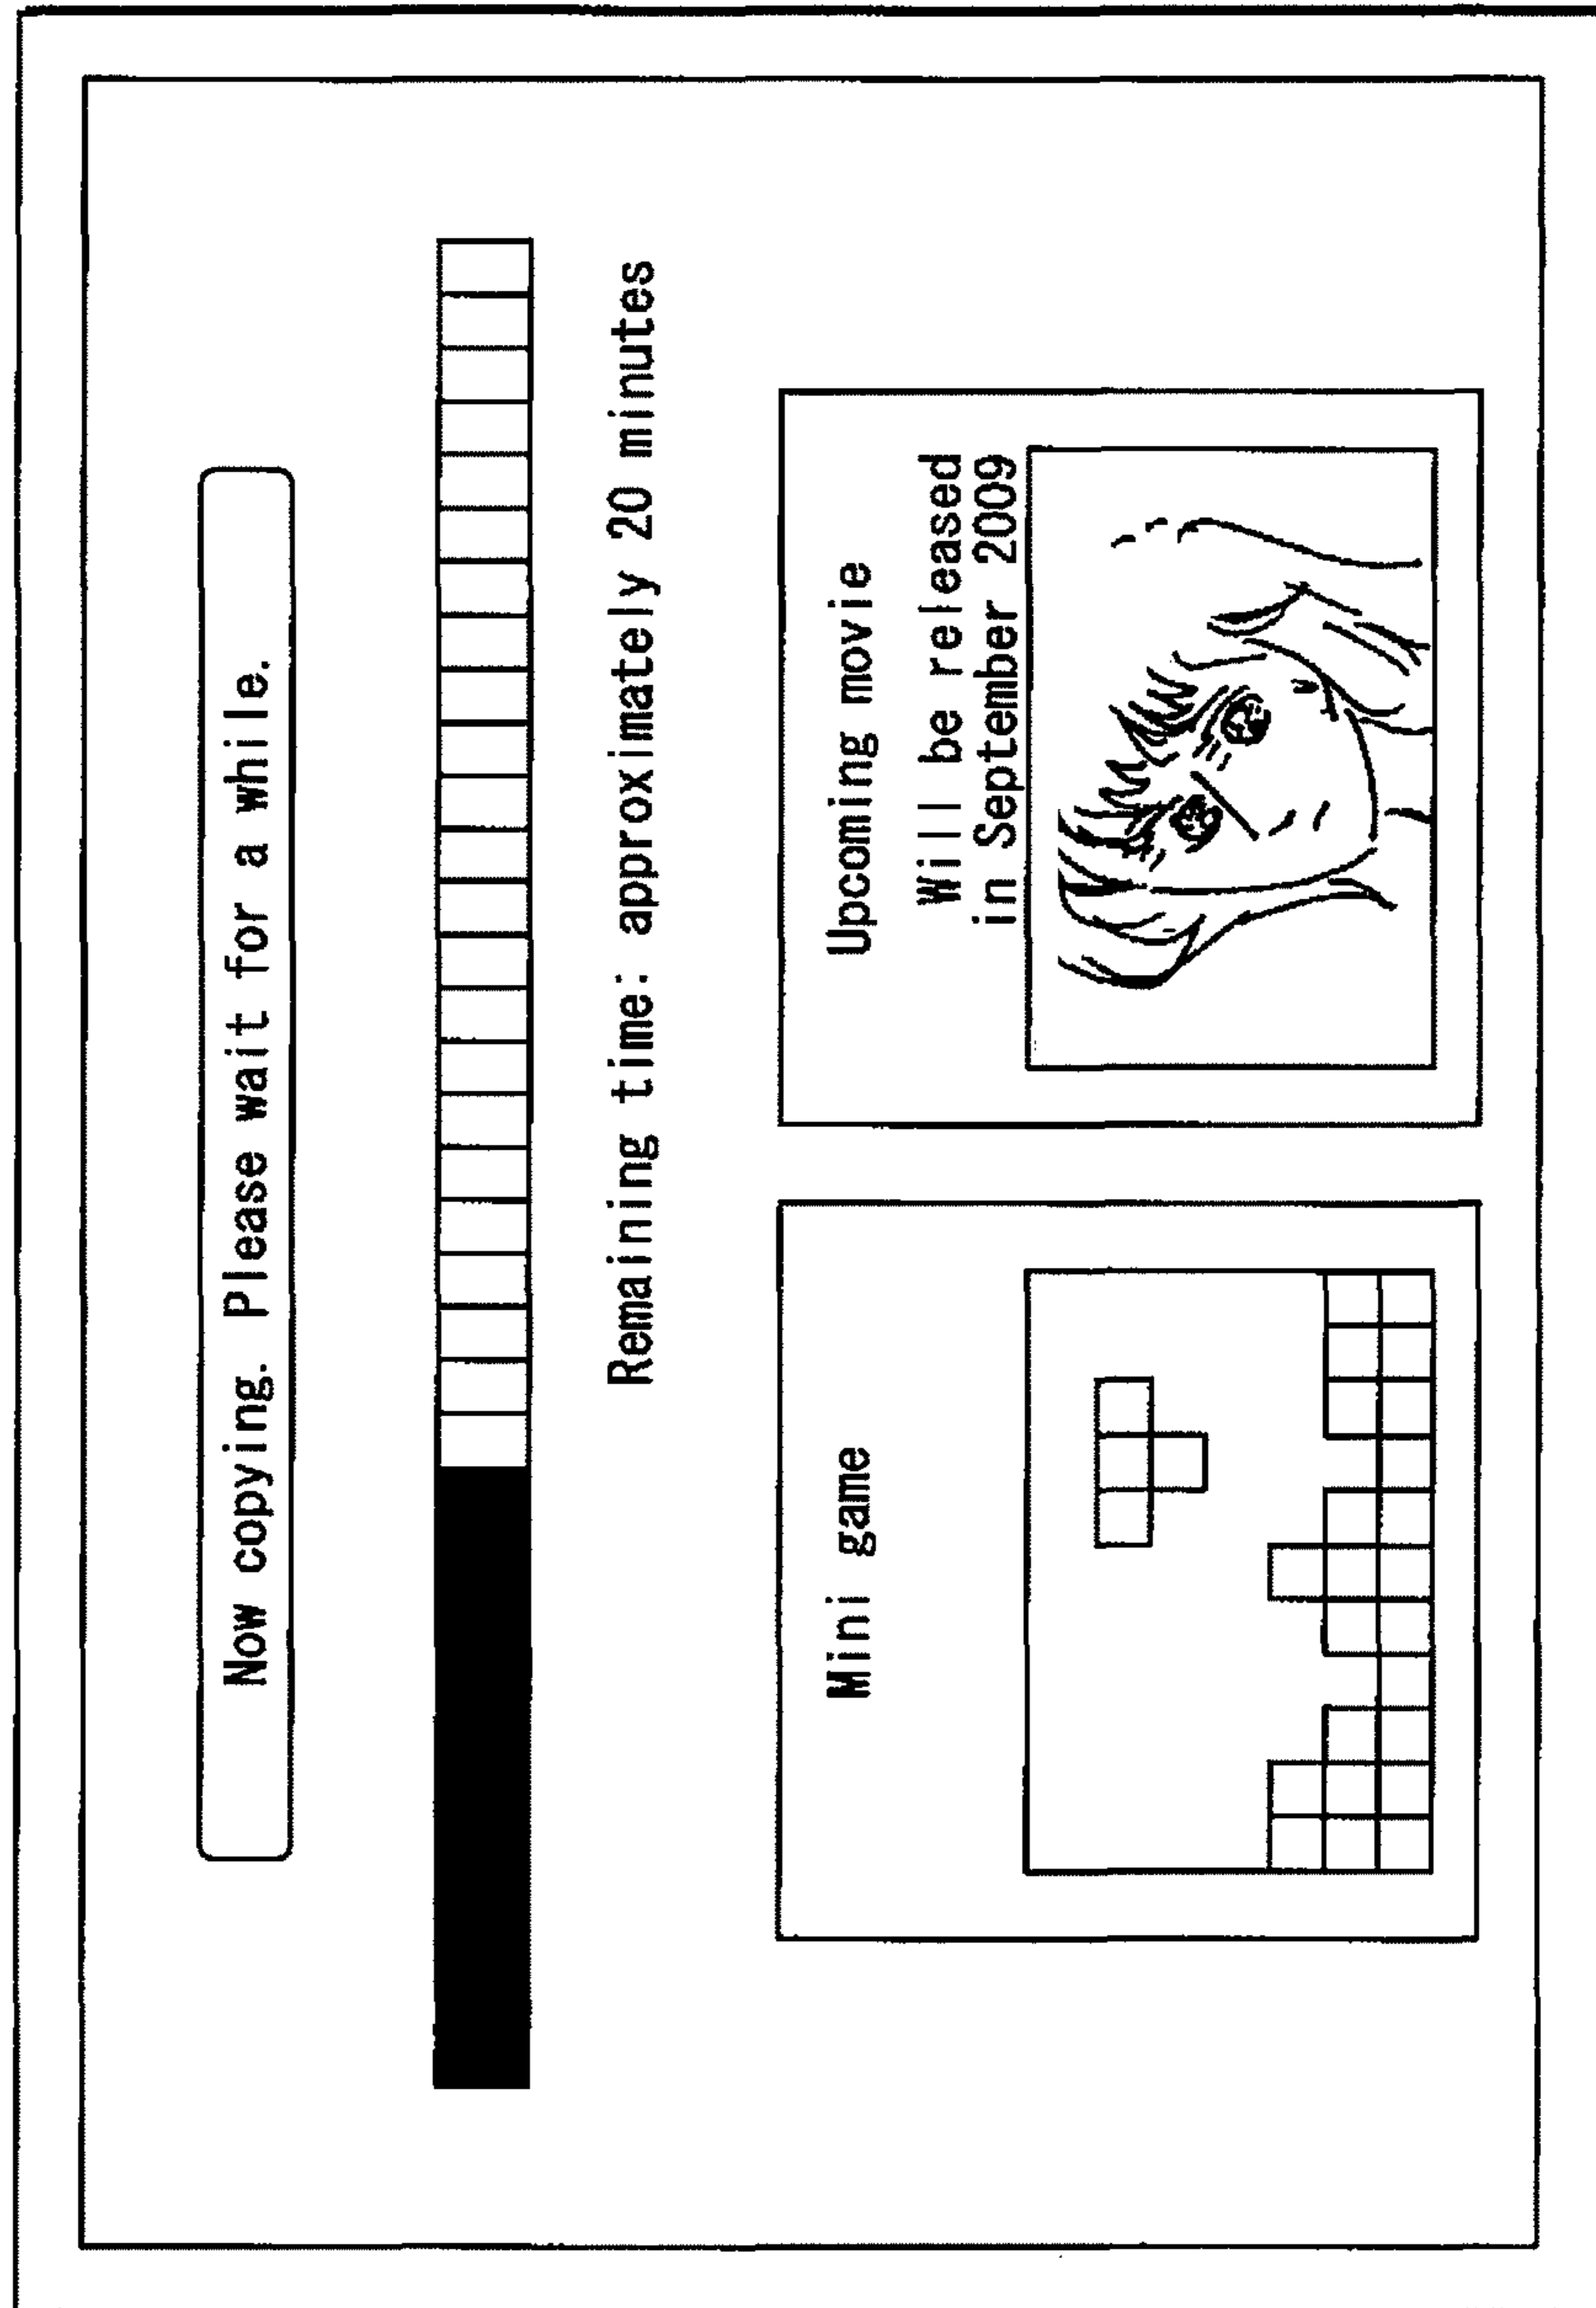 Now copying. Please wait for a while.
Remaining time: approximately 20 minutes
Mini game
Upcoming movie
Will be released
in September 2009